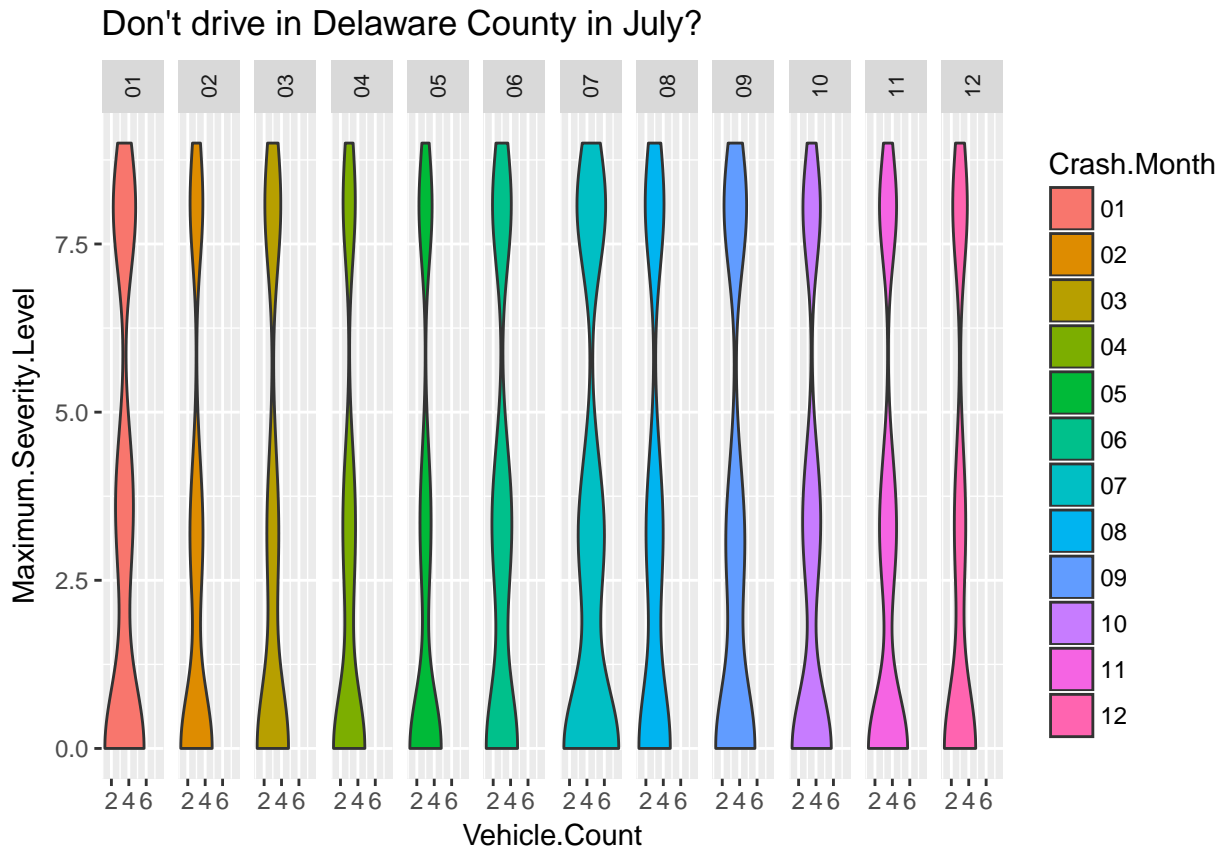 Don't drive in Delaware County in July?
01 02 03 04 05 06 07 08 09 10 11 12
Crash.Month
01
02
03
04
05
06
07
08
09
10
11
12
Maximum.Severity.Level
7.5
5.0
2.5
0.0
2 4 6 2 4 6 2 4 6 2 4 6 2 4 6 2 4 6 2 4 6 2 4 6 2 4 6 2 4 6 2 4 6 2 4 6
Vehicle.Count